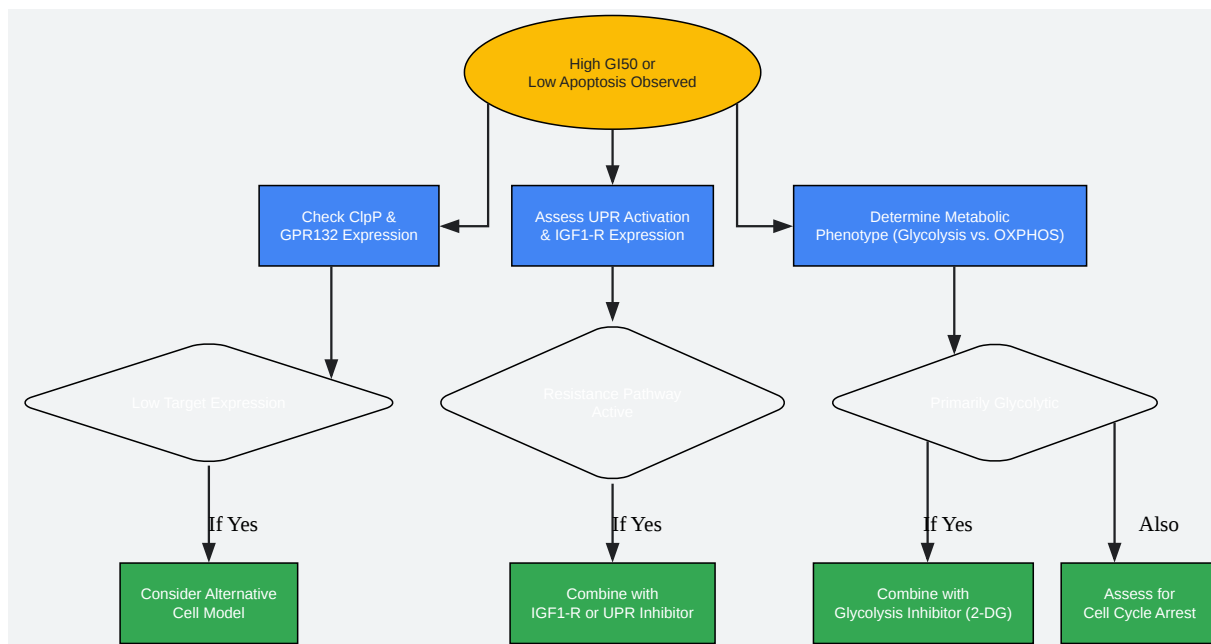 High GI50 or
Low Apoptosis Observed
Check ClpP &
GPR132 Expression
Assess UPR Activation
& IGF1-R Expression
Determine Metabolic
Phenotype (Glycolysis vs. OXPHOS)
Low Target Expression
Resistance Pathway
Active
Primarily Glycolytic
If Yes
If Yes
If Yes
Also
Consider Alternative
Cell Model
Combine with
IGF1-R or UPR Inhibitor
Combine with
Glycolysis Inhibitor (2-DG)
Assess for
Cell Cycle Arrest